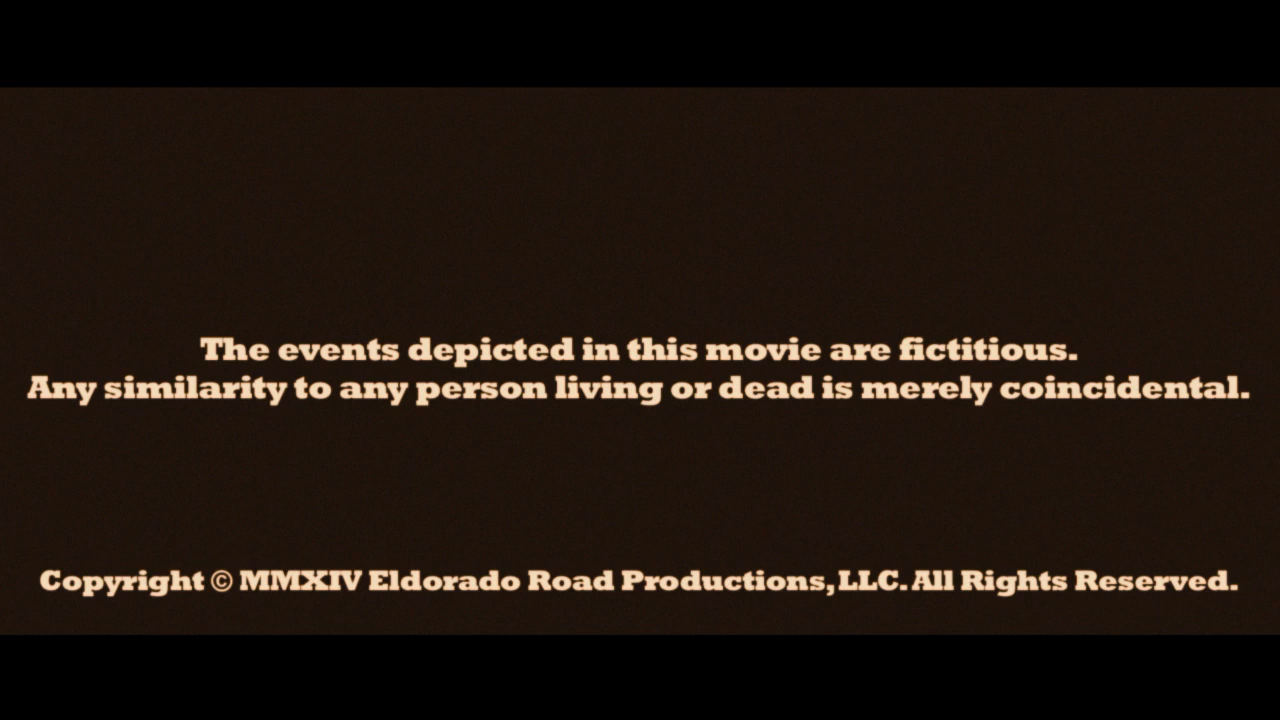 The events depicted in this movie are fictitious.
Any similarity to any person living or dead is merely coincidental.
Copyright © MMXIV Eldorado Road Productions, LLC. All Rights Reserved.